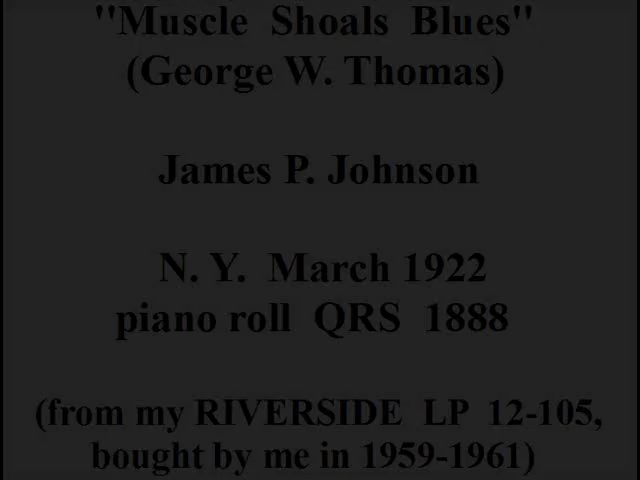 "Muscle Shoals Blues"
(George W. Thomas)
James P. Johnson
N. Y. March 1922
piano roll QRS 1888
(from my RIVERSIDE LP 12-105,
bought by me in 1959-1961)